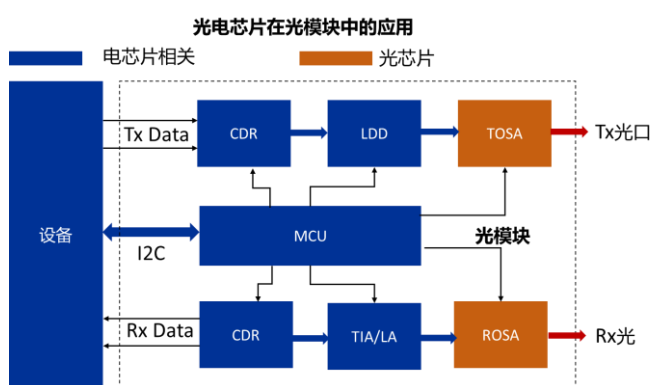 光电芯片在光模块中的应用
电芯片相关
光芯片
Tx Data
CDR
LDD
TOSA
Tx光口
设备
I2C
MCU
光模块
Rx Data
CDR
TIA/LA
ROSA
Rx光